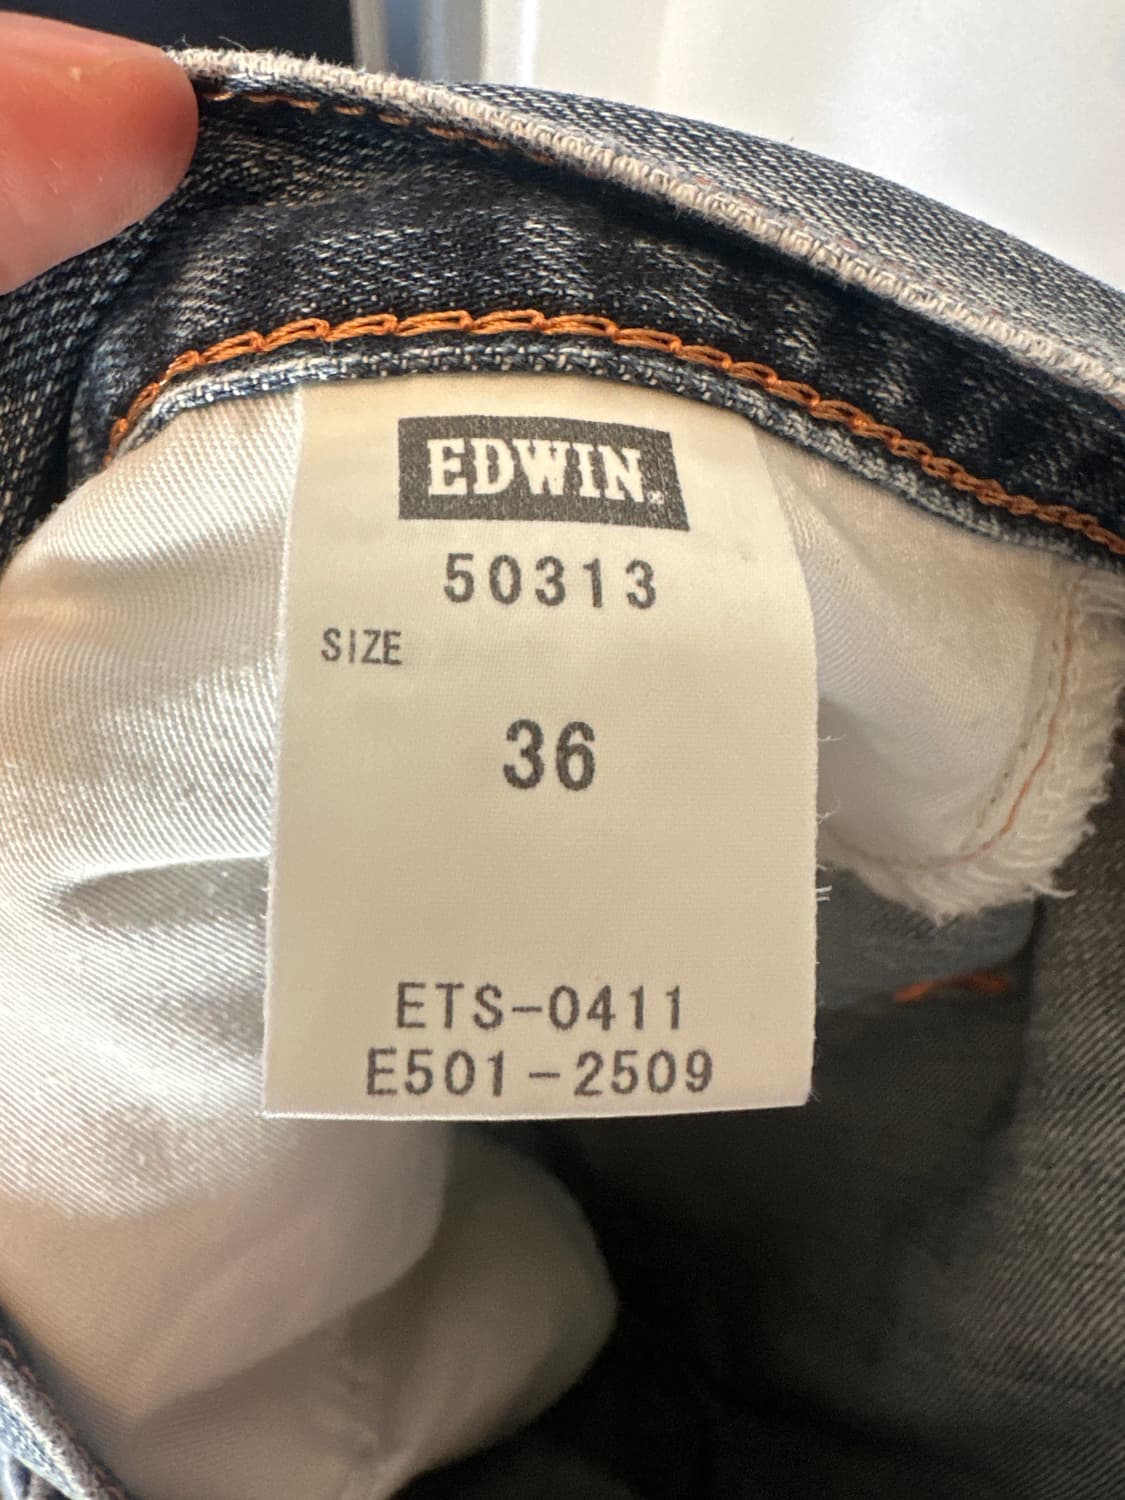 EDWIN.
50313
SIZE
36
ETS-0411
E501-2509